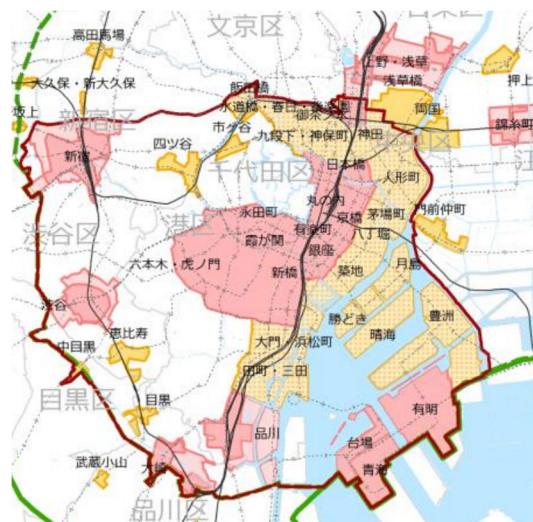 文京区
高田馬場
上野・浅草
浅草橋
大久保・新大久保
飯田橋
押上
坂上
水道橋・春日・後楽園
御茶ノ水
両国
新宿区
市ケ谷
九段下・神保町
神田
錦糸町
新宿
四ツ谷
日本橋
千代田区
人形町
丸の内
永田町
京橋
茅場町
門前仲町
港区
有楽町
八丁堀
渋谷区
霞が関
銀座
六本木・虎ノ門
新橋
築地
月島
渋谷
勝どき
豊洲
恵比寿
大門
浜松町
晴海
中目黒
田町・三田
目黒区
目黒
有明
品川
台場
武蔵小山
大崎
青海
品川区